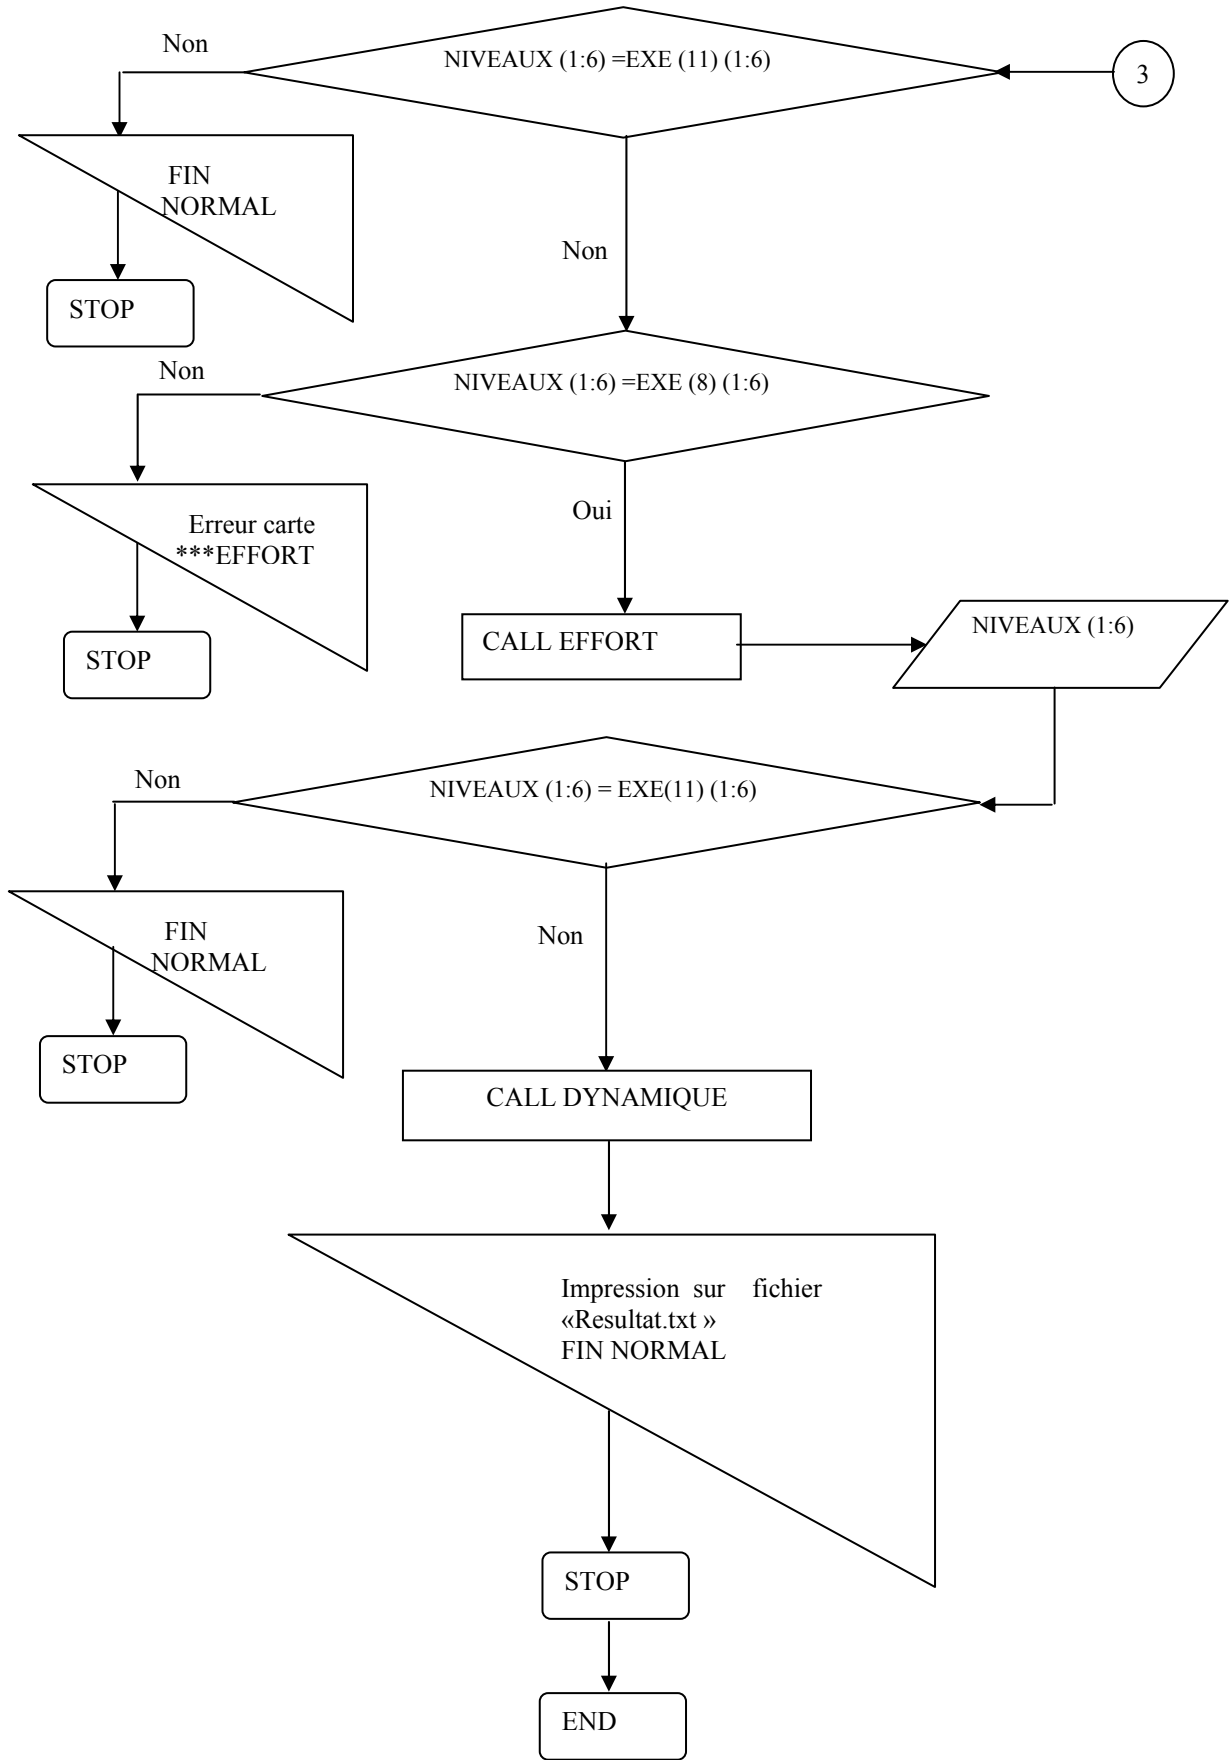 Non
NIVEAUX (1:6) =EXE (11) (1:6)
3
FIN
NORMAL
Non
STOP
Non
NIVEAUX (1:6) =EXE (8) (1:6)
Erreur carte
***EFFORT
Oui
STOP
CALL EFFORT
NIVEAUX (1:6)
Non
NIVEAUX (1:6) = EXE(11) (1:6)
FIN
NORMAL
Non
STOP
CALL DYNAMIQUE
Impression sur fichier
«Resultat.txt »
FIN NORMAL
STOP
END